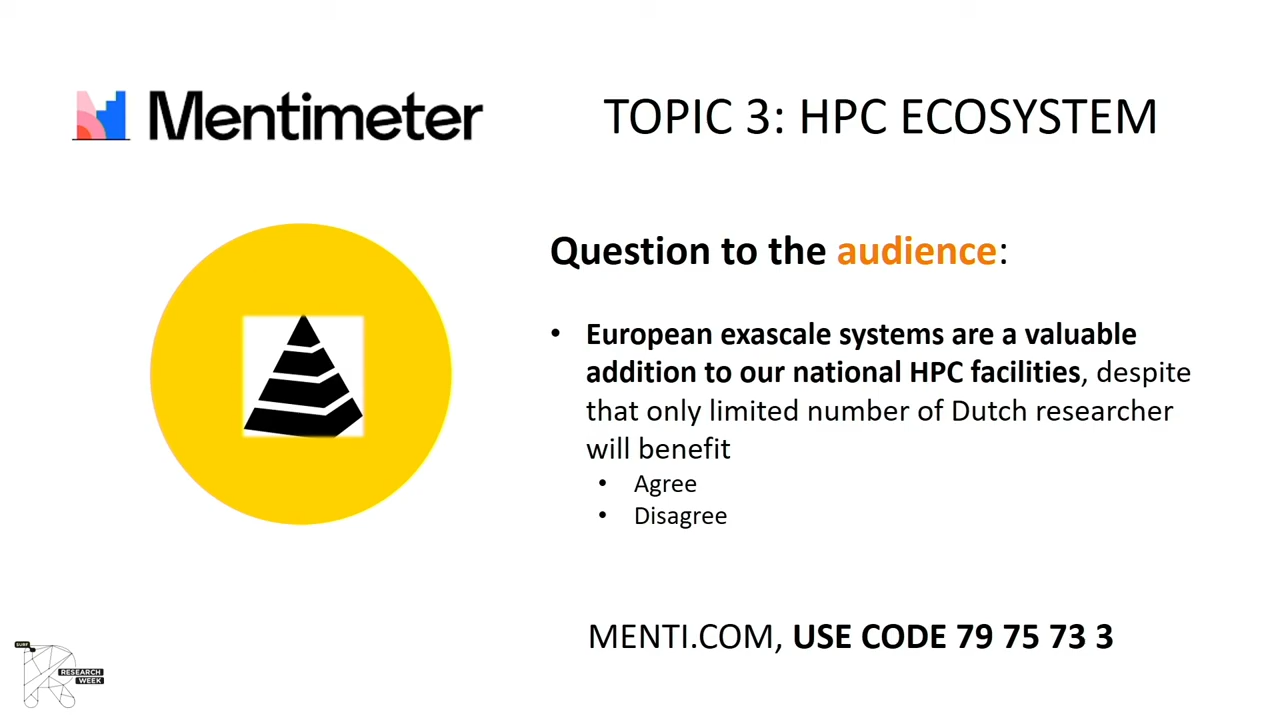 Mentimeter
TOPIC 3: HPC ECOSYSTEM
Question to the audience:
• European exascale systems are a valuable
addition to our national HPC facilities, despite
that only limited number of Dutch researcher
will benefit
• Agree
• Disagree
MENTI.COM, USE CODE 79 75 73 3
SURF
RESEARCH
WEEK